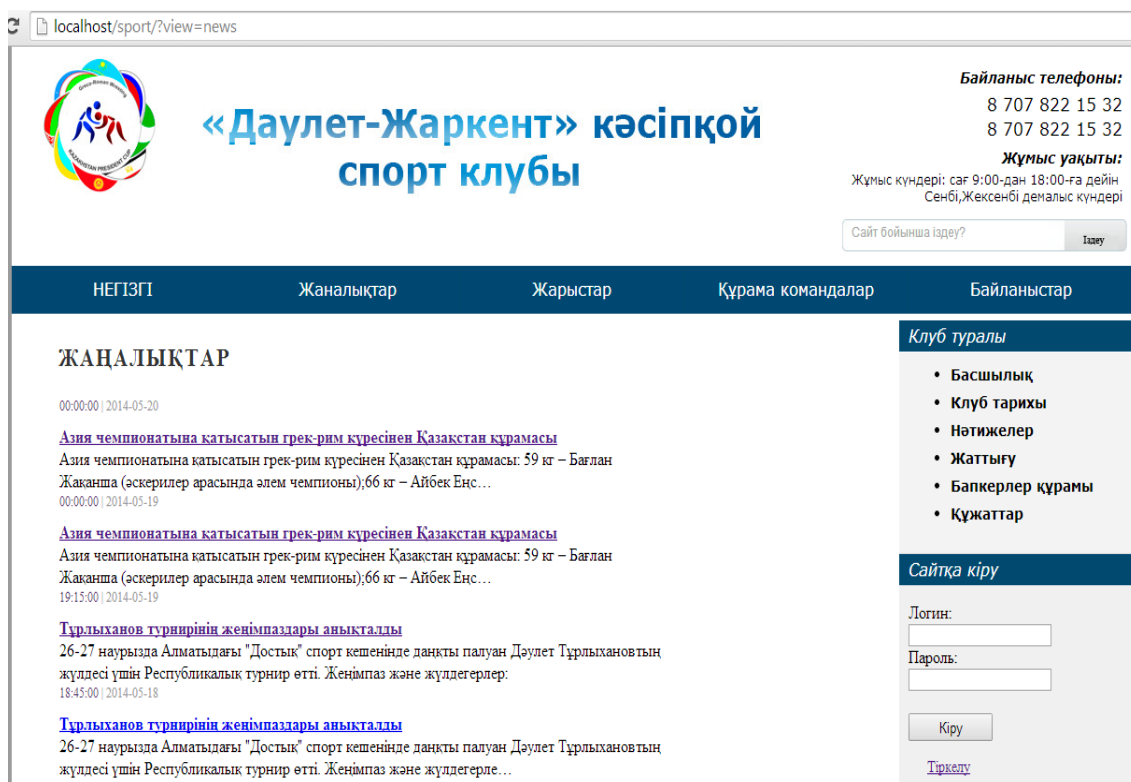 localhost/sport/?view=news
Greco-Roman Wrestling
KAZAKHSTAN PRESIDENT CUP
«Даулет-Жаркент» кәсіпқой
спорт клубы
Байланыс телефоны:
8 707 822 15 32
8 707 822 15 32
Жұмыс уақыты:
Жұмыс күндері: сағ 9:00-дан 18:00-ға дейін
Сенбі,Жексенбі демалыс күндері
Сайт бойынша іздеу?
Іздеу
НЕГІЗГІ Жаналықтар Жарыстар Құрама командалар Байланыстар
ЖАҢАЛЫҚТАР
00:00:00 | 2014-05-20
Азия чемпионатына қатысатын грек-рим күресінен Қазақстан құрамасы
Азия чемпионатына қатысатын грек-рим күресінен Қазақстан құрамасы: 59 кг – Бағлан
Жақанша (әскерилер арасында әлем чемпионы);66 кг – Айбек Еңс…
00:00:00 | 2014-05-19
Азия чемпионатына қатысатын грек-рим күресінен Қазақстан құрамасы
Азия чемпионатына қатысатын грек-рим күресінен Қазақстан құрамасы: 59 кг – Бағлан
Жақанша (әскерилер арасында әлем чемпионы);66 кг – Айбек Еңс…
19:15:00 | 2014-05-19
Тұрлыханов турнирінің жеңімпаздары анықталды
26-27 наурызда Алматыдағы "Достық" спорт кешенінде даңқты палуан Дәулет Тұрлыхановтың
жүлдесі үшін Республикалық турнир өтті. Жеңімпаз және жүлдегерлер:
18:45:00 | 2014-05-18
Тұрлыханов турнирінің жеңімпаздары анықталды
26-27 наурызда Алматыдағы "Достық" спорт кешенінде даңқты палуан Дәулет Тұрлыхановтың
жүлдесі үшін Республикалық турнир өтті. Жеңімпаз және жүлдегерле…
Клуб туралы
• Басшылық
• Клуб тарихы
• Нәтижелер
• Жаттығу
• Бапкерлер құрамы
• Құжаттар
Сайтқа кіру
Логин:
Пароль:
Кіру
Тіркелу